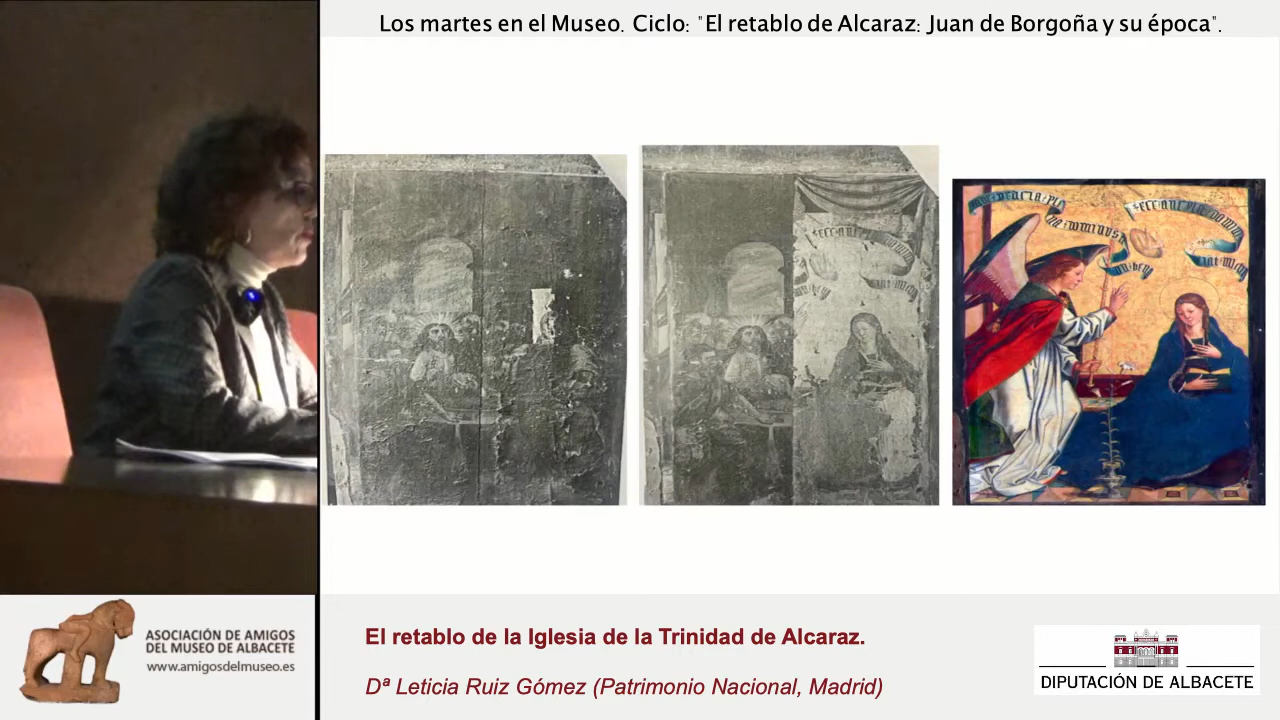 Los martes en el Museo. Ciclo: "El retablo de Alcaraz: Juan de Borgoña y su época".
ASOCIACIÓN DE AMIGOS
DEL MUSEO DE ALBACETE
www.amigosdelmuseo.es
El retablo de la Iglesia de la Trinidad de Alcaraz.
Dª Leticia Ruiz Gómez (Patrimonio Nacional, Madrid)
DIPUTACIÓN DE ALBACETE